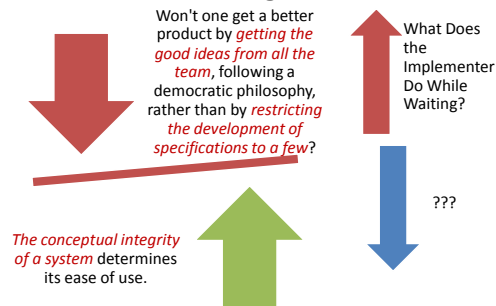 Won't one get a better
product by getting the
good ideas from all the
team, following a
democratic philosophy,
rather than by restricting
the development of
specifications to a few?
What Does
the
Implementer
Do While
Waiting?
???
The conceptual integrity
of a system determines
its ease of use.